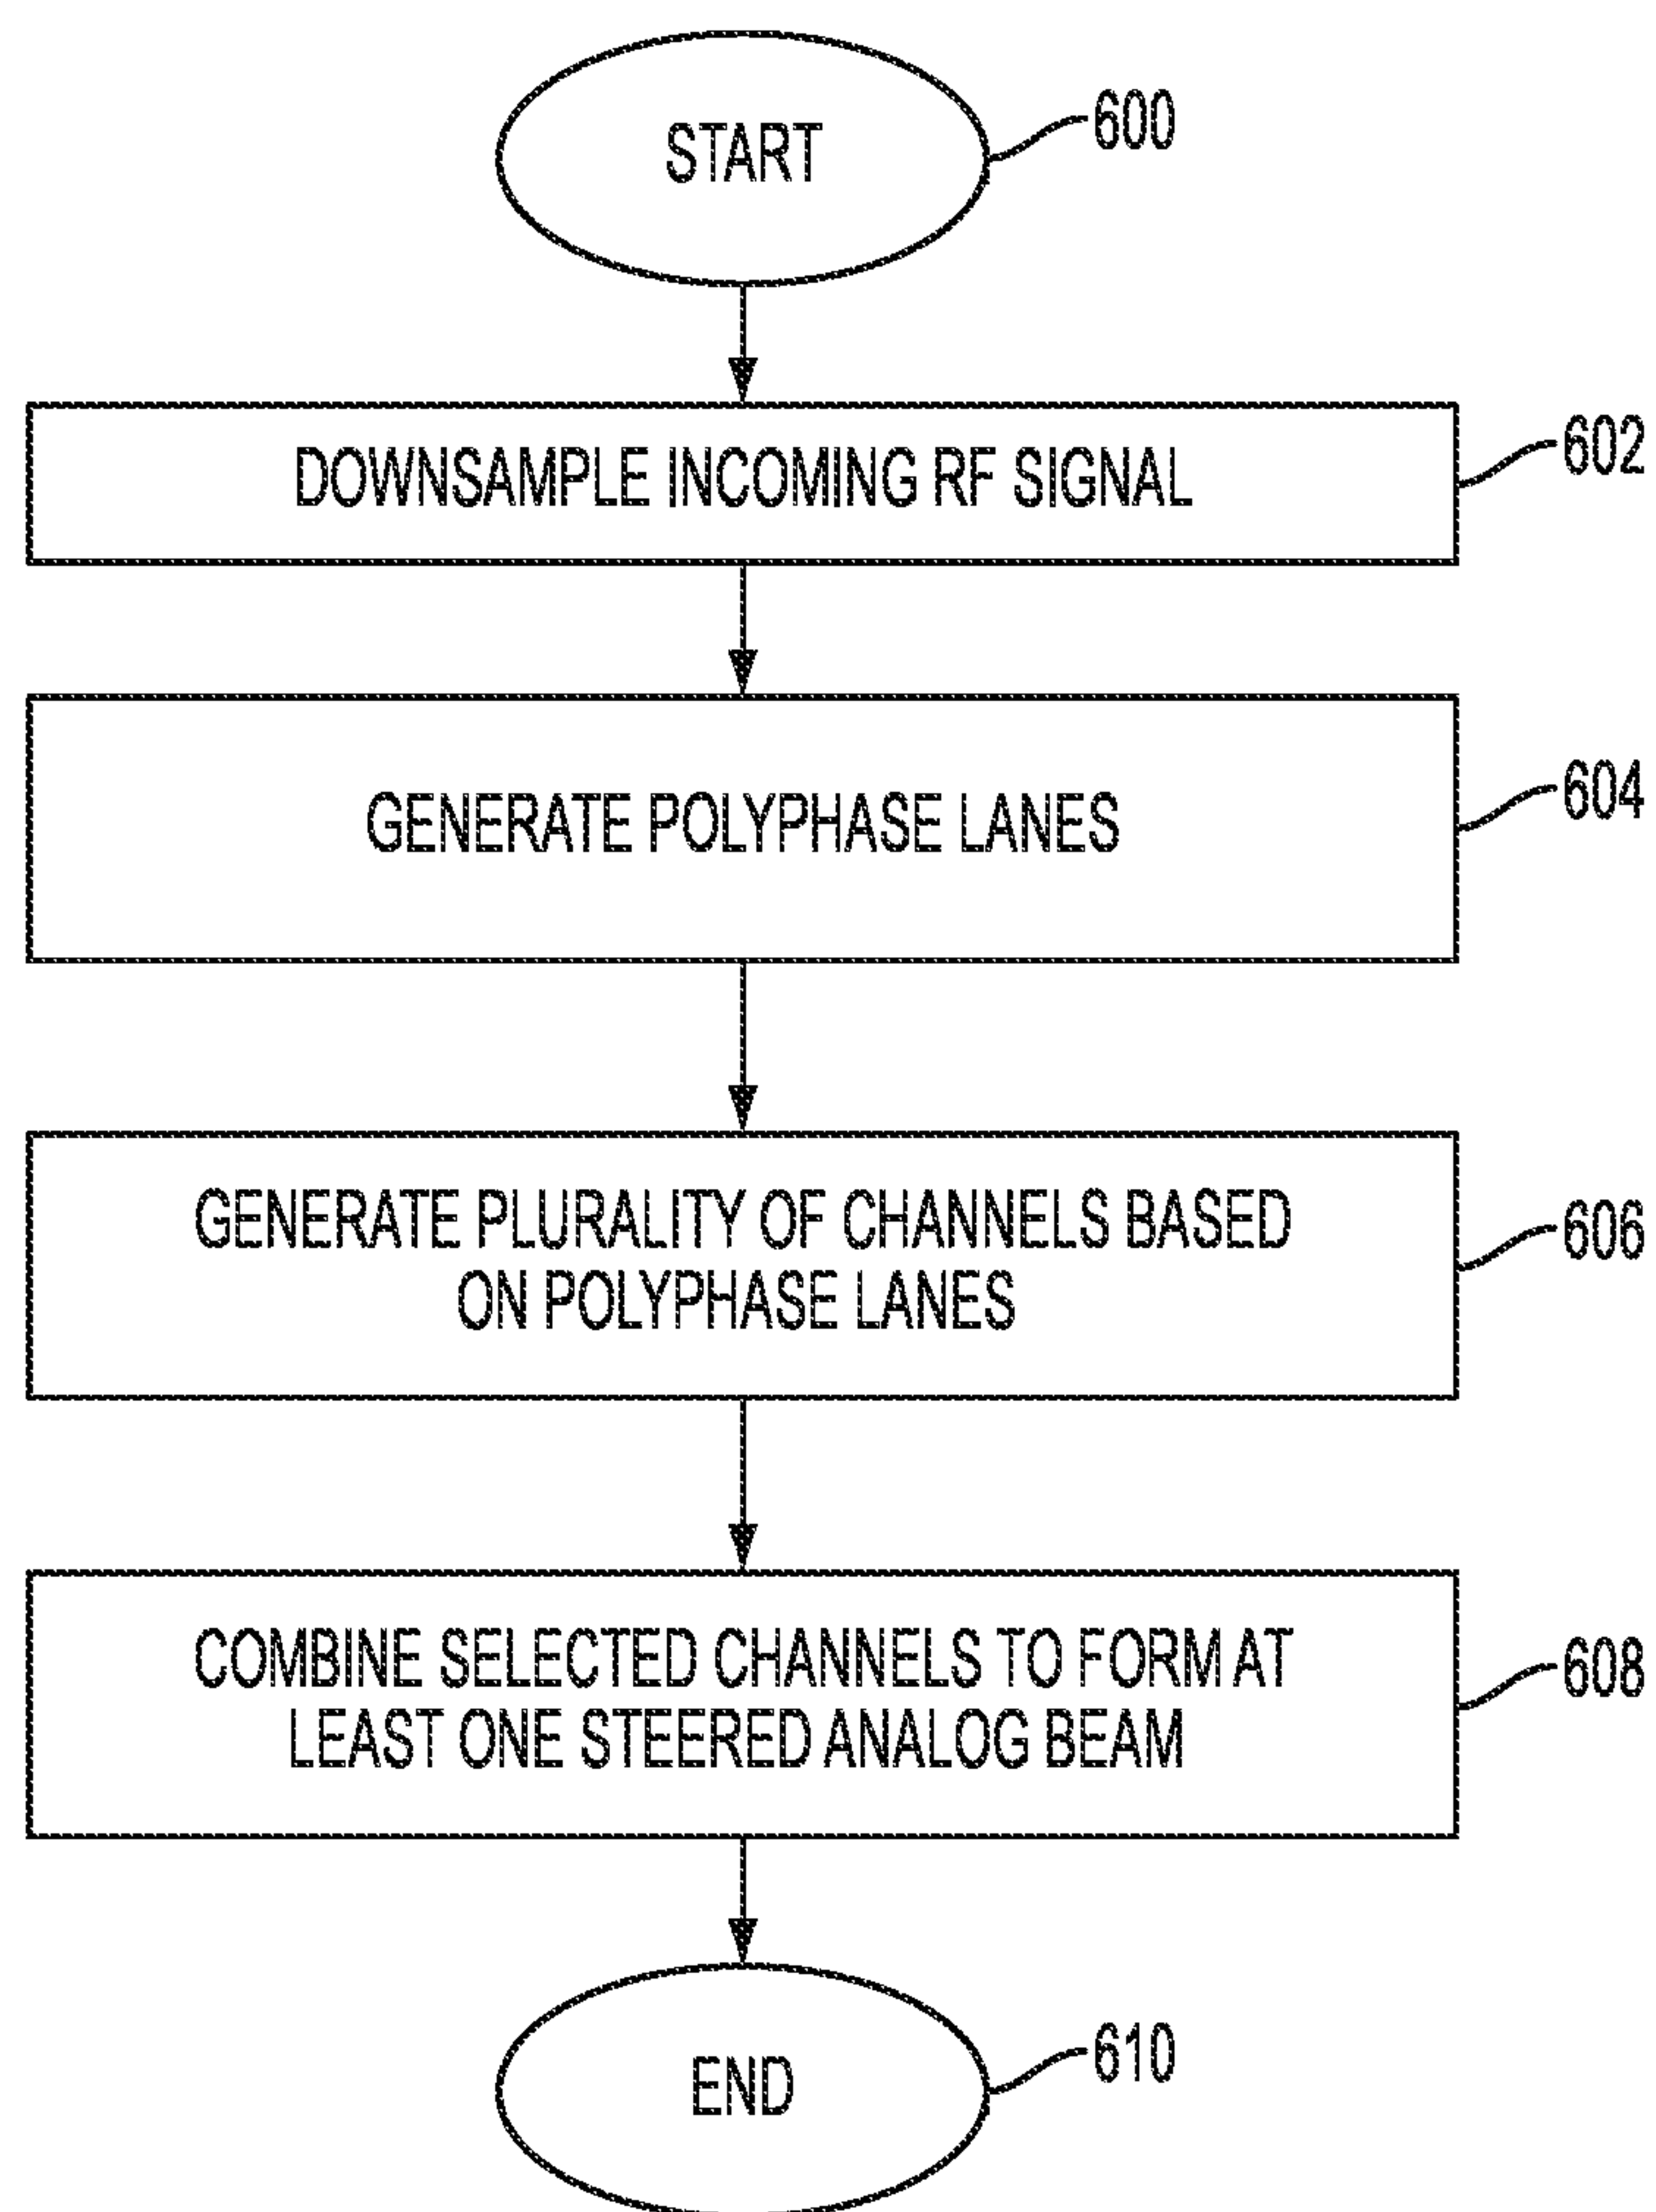 START
600
DOWNSAMPLE INCOMING RF SIGNAL
602
GENERATE POLYPHASE LANES
604
GENERATE PLURALITY OF CHANNELS BASED
ON POLYPHASE LANES
606
COMBINE SELECTED CHANNELS TO FORM AT
LEAST ONE STEERED ANALOG BEAM
608
END
610